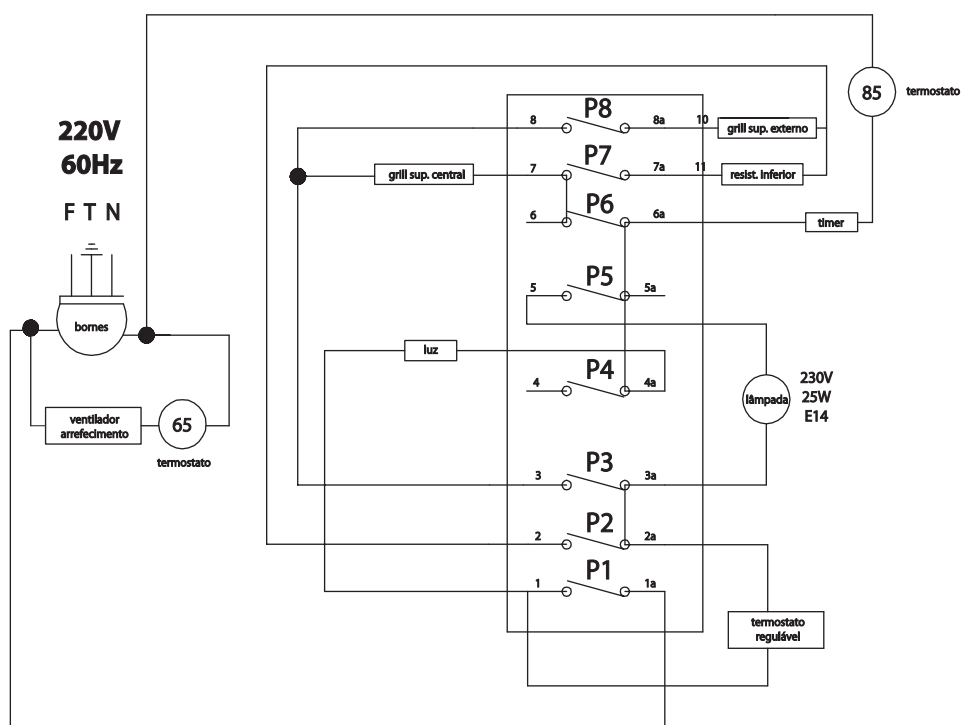 85
termostato
220V
60Hz
F T N
bornes
ventilador
arrefecimento
65
termostato
P8
8
8a
10
grill sup. externo
grill sup. central
P7
7
7a
11
resist. inferior
P6
6
6a
timer
P5
5
5a
luz
P4
4
4a
lâmpada
230V
25W
E14
P3
3
3a
P2
2
2a
P1
1
1a
termostato
regulável